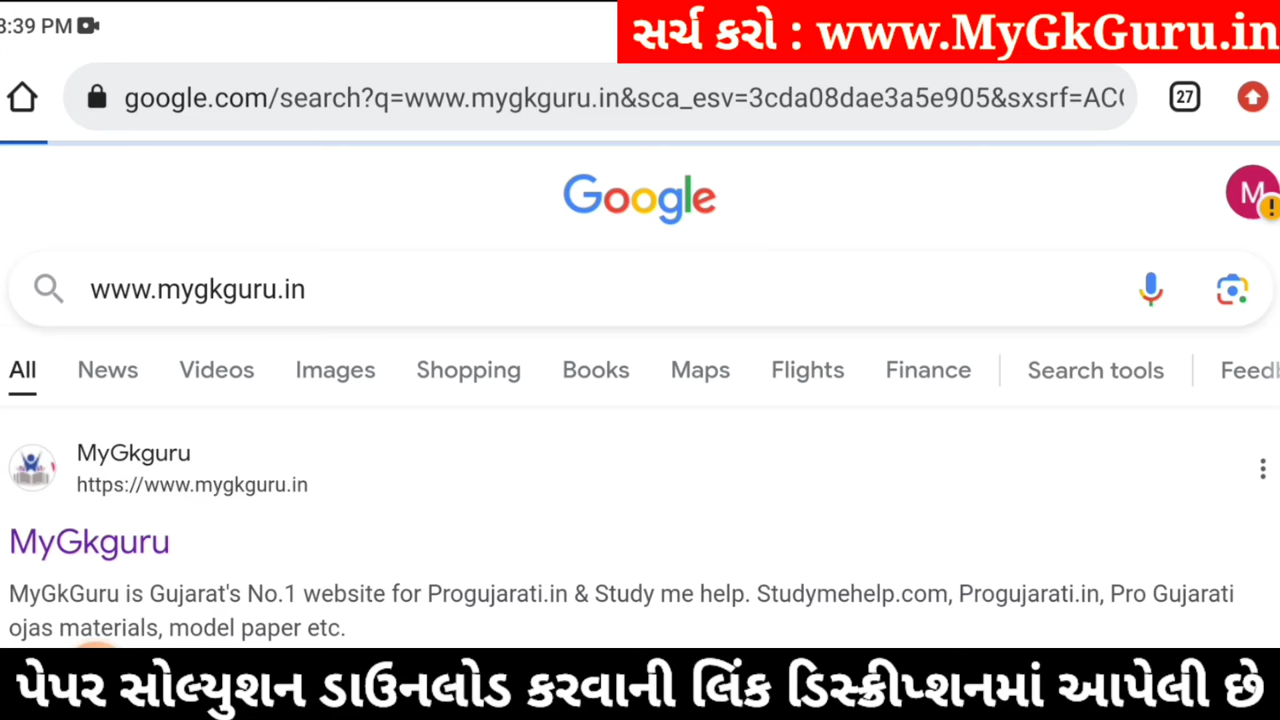 3:39 PM
સર્ચ કરો : www.MyGkGuru.in
google.com/search?q=www.mygkguru.in&sca_esv=3cda08dae3a5e905&sxsrf=AC
27
Google
M
!
www.mygkguru.in
All News Videos Images Shopping Books Maps Flights Finance Search tools Feedb
MyGkguru
https://www.mygkguru.in
MyGkguru
MyGkGuru is Gujarat's No.1 website for Progujarati.in & Study me help. Studymehelp.com, Progujarati.in, Pro Gujarati
ojas materials, model paper etc.
પેપર સોલ્યુશન ડાઉનલોડ કરવાની લિંક ડિસ્ક્રીપ્શનમાં આપેલી છે